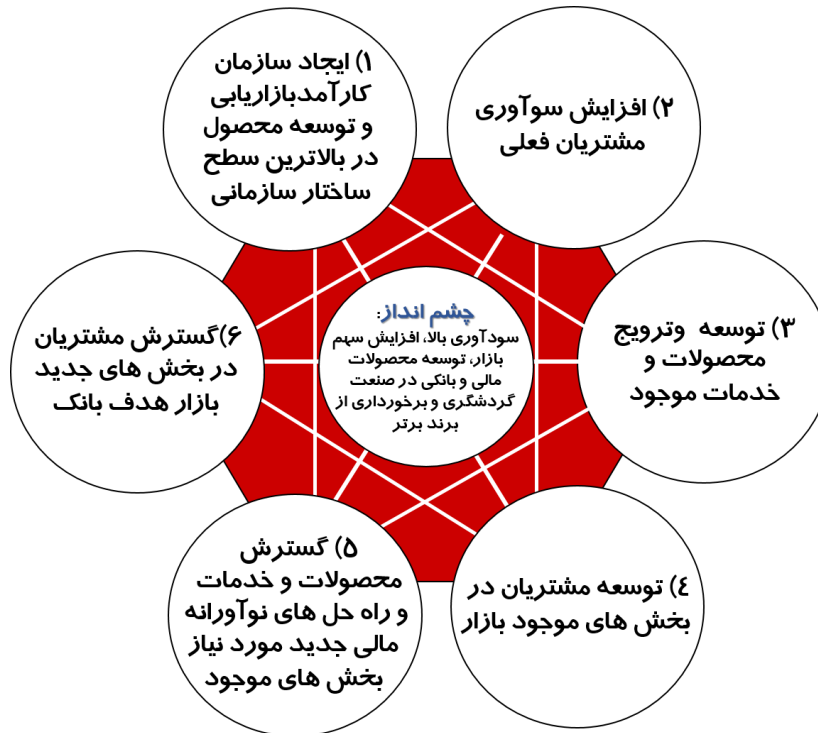 ۱) ایجاد سازمان
کارآمدبازاریابی
و توسعه محصول
در بالاترین سطح
ساختار سازمانی
۲) افزایش سوآوری
مشتریان فعلی
۳) توسعه وترویج
محصولات و
خدمات موجود
٤) توسعه مشتریان در
بخش های موجود بازار
۵) گسترش
محصولات و خدمات
و راه حل های نوآورانه
مالی جدید مورد نیاز
بخش های موجود
۶)گسترش مشتریان
در بخش های جدید
بازار هدف بانک
چشم انداز:
سودآوری بالا، افزایش سهم
بازار، توسعه محصولات
مالی و بانکی در صنعت
گردشگری و برخورداری از
برند برتر